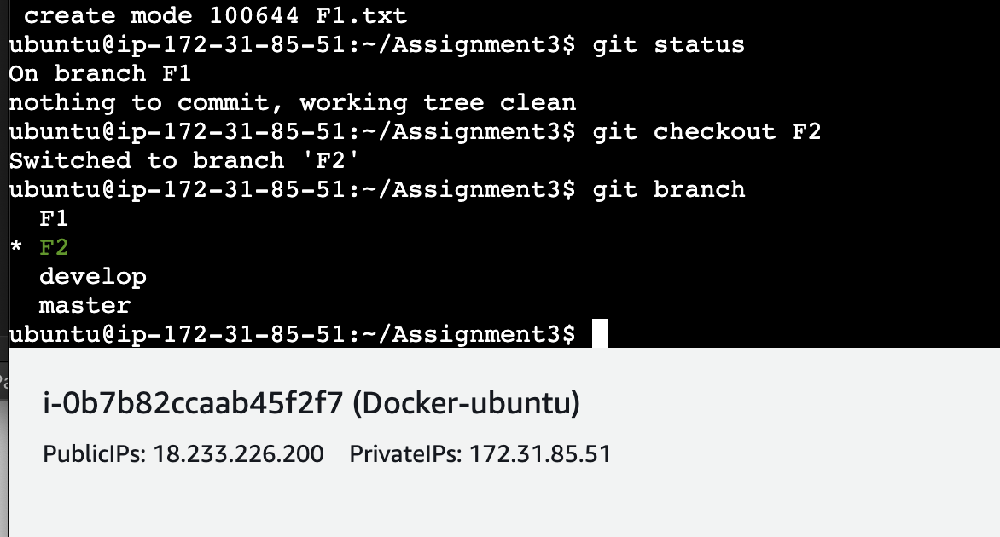 create mode 100644 F1.txt
ubuntu@ip-172-31-85-51:~/Assignment3$ git status
On branch F1
nothing to commit, working tree clean
ubuntu@ip-172-31-85-51:~/Assignment3$ git checkout F2
Switched to branch 'F2'
ubuntu@ip-172-31-85-51:~/Assignment3$ git branch
F1
* F2
develop
master
ubuntu@ip-172-31-85-51:~/Assignment3$
i-0b7b82ccaab45f2f7 (Docker-ubuntu)
PublicIPs: 18.233.226.200 PrivateIPs: 172.31.85.51